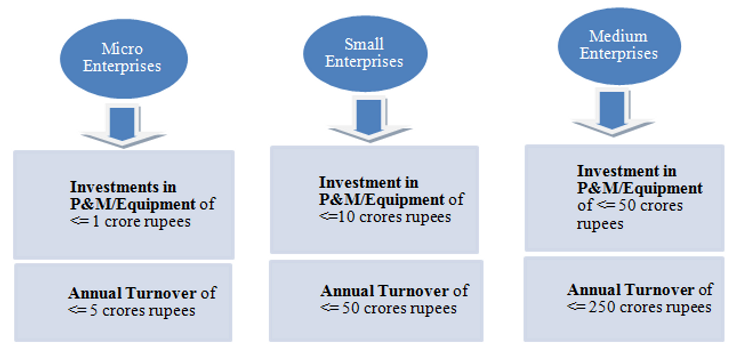 Micro
Enterprises
Investments in
P&M/Equipment of
<= 1 crore rupees
Annual Turnover of
<= 5 crores rupees
Small
Enterprises
Investment in
P&M/Equipment of
<=10 crores rupees
Annual Turnover of
<= 50 crores rupees
Medium
Enterprises
Investment in
P&M/Equipment
of <= 50 crores
rupees
Annual Turnover of
<= 250 crores rupees